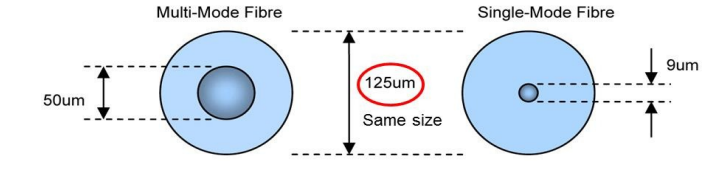 Multi-Mode Fibre
Single-Mode Fibre
50um
125um
Same size
9um